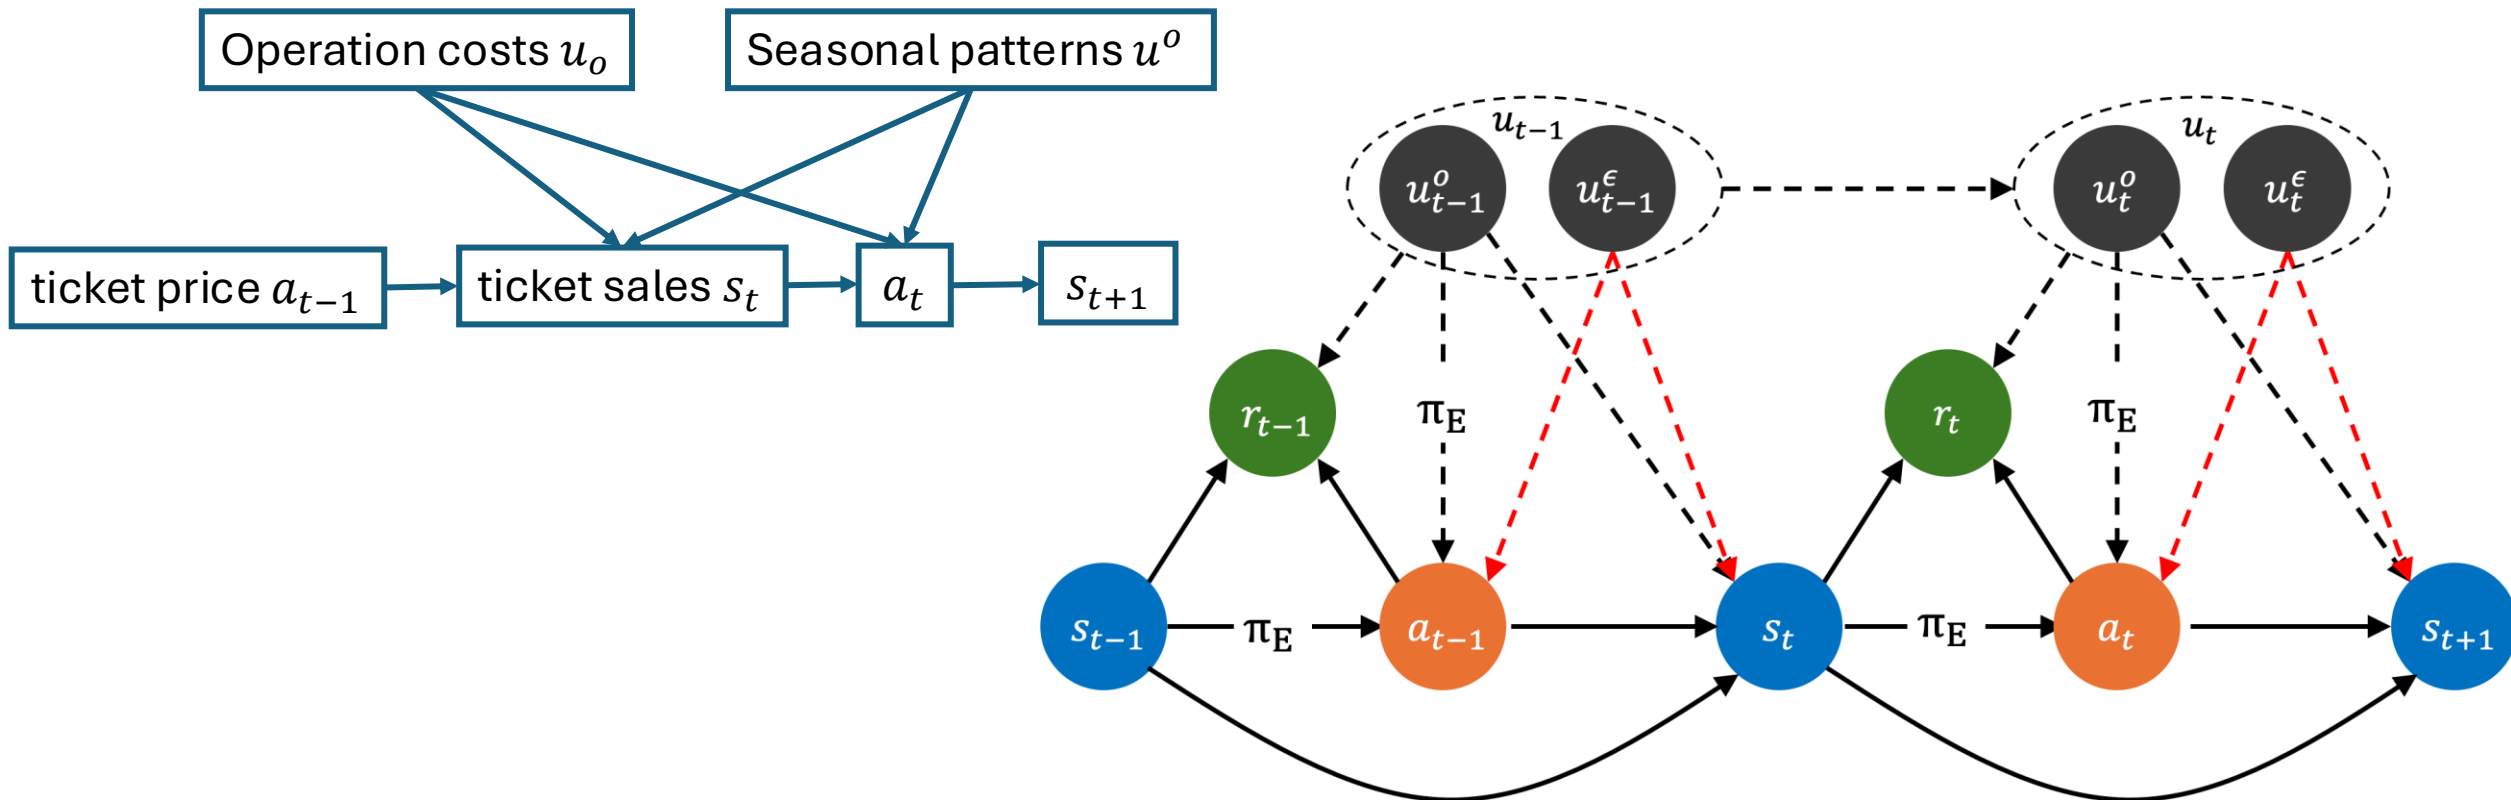 Operation costs u_o
Seasonal patterns u^o
ticket price a_{t−1}
ticket sales s_t
a_t
s_{t+1}
u_{t−1}
u_t
u^o_{t−1}
u^ϵ_{t−1}
u^o_t
u^ϵ_t
r_{t−1}
π_E
r_t
π_E
s_{t−1}
π_E
a_{t−1}
s_t
π_E
a_t
s_{t+1}